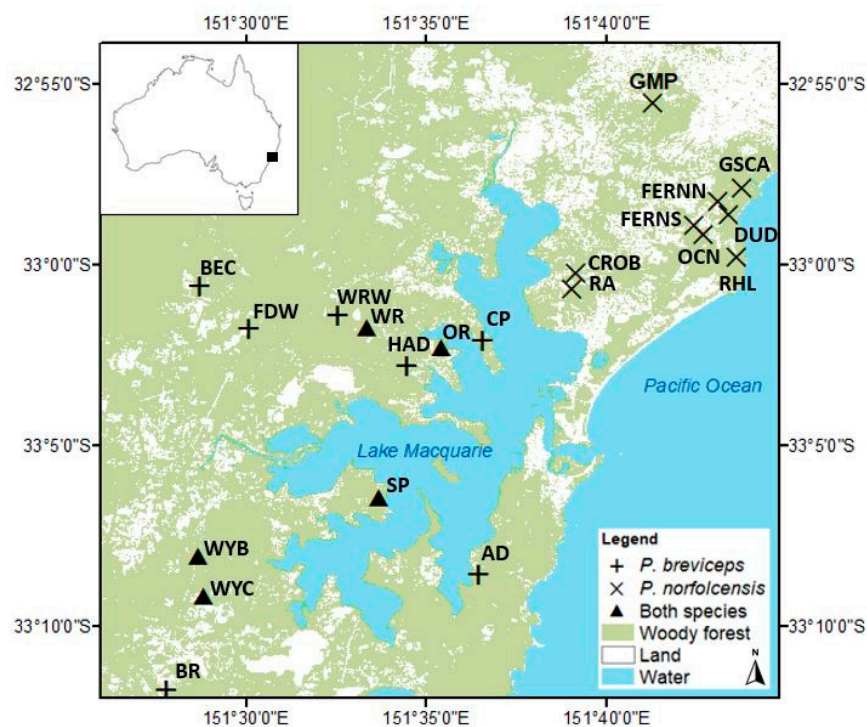 151°30'0"E 151°35'0"E 151°40'0"E
32°55'0"S 32°55'0"S
GMP
GSCA
FERNN
FERNS
DUD
OCN
BEC
33°0'0"S 33°0'0"S
CROB
RHL
RA
FDW
WRW
WR
CP
OR
HAD
Pacific Ocean
33°5'0"S 33°5'0"S
Lake Macquarie
SP
Legend
WYB
AD
P. breviceps
P. norfolcensis
WYC
Both species
33°10'0"S 33°10'0"S
Woody forest
Land
N
BR
Water
151°30'0"E 151°35'0"E 151°40'0"E